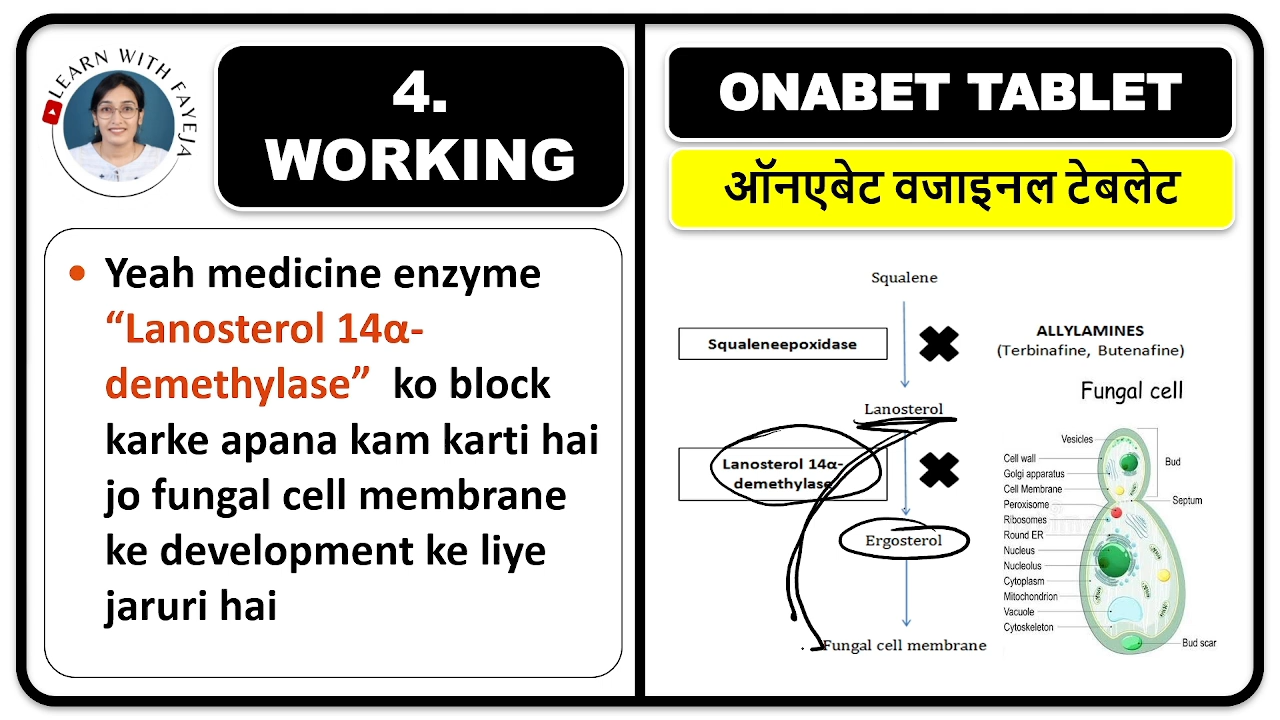 LEARN WITH FAYEJA
4.
WORKING
• Yeah medicine enzyme
“Lanosterol 14α-
demethylase” ko block
karke apana kam karti hai
jo fungal cell membrane
ke development ke liye
jaruri hai
ONABET TABLET
ऑनएबेट वजाइनल टेबलेट
Squalene
Squaleneepoxidase
ALLYLAMINES
(Terbinafine, Butenafine)
Lanosterol
Lanosterol 14α-
demethylase
Ergosterol
Fungal cell membrane
Fungal cell
Vesicles
Cell wall
Golgi apparatus
Cell Membrane
Peroxisome
Ribosomes
Round ER
Nucleus
Nucleolus
Cytoplasm
Mitochondrion
Vacuole
Cytoskeleton
Bud
Septum
Bud scar